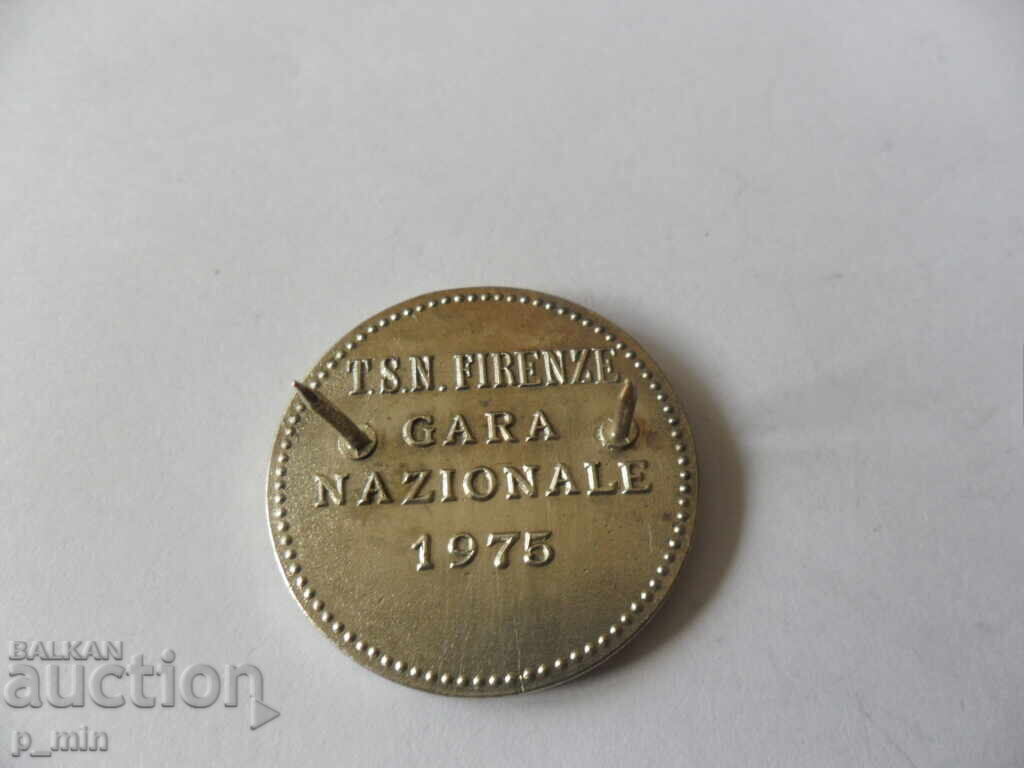 T.S.N. FIRENZE
GARA
NAZIONALE
1975
BALKAN
auction
p_min